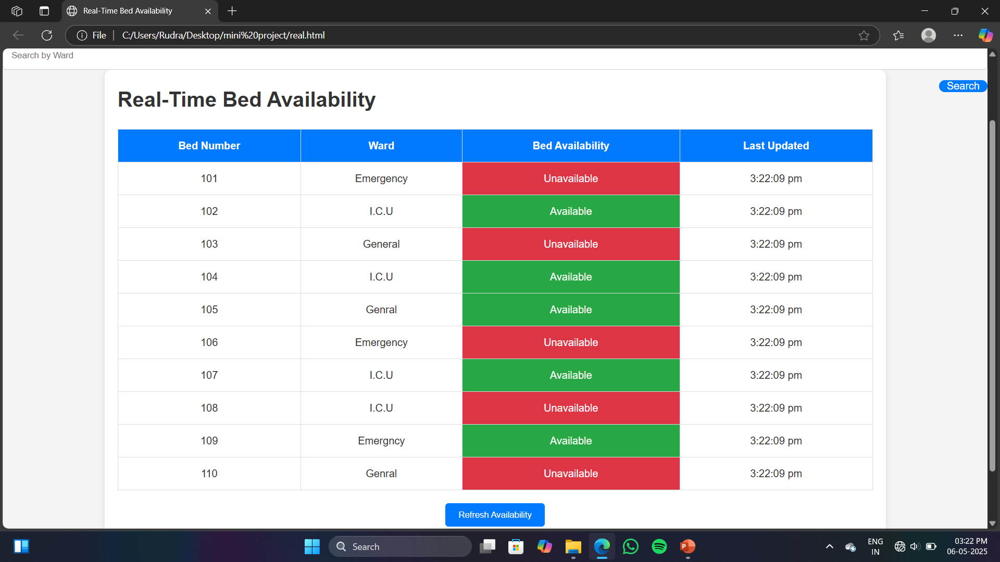 Real-Time Bed Availability
File
C:/Users/Rudra/Desktop/mini%20project/real.html
Search by Ward
Search
Real-Time Bed Availability
Bed Number Ward Bed Availability Last Updated
101 Emergency Unavailable 3:22:09 pm
102 I.C.U Available 3:22:09 pm
103 General Unavailable 3:22:09 pm
104 I.C.U Available 3:22:09 pm
105 Genral Available 3:22:09 pm
106 Emergency Unavailable 3:22:09 pm
107 I.C.U Available 3:22:09 pm
108 I.C.U Unavailable 3:22:09 pm
109 Emergncy Available 3:22:09 pm
110 Genral Unavailable 3:22:09 pm
Refresh Availability
Search
P
ENG
IN
03:22 PM
06-05-2025